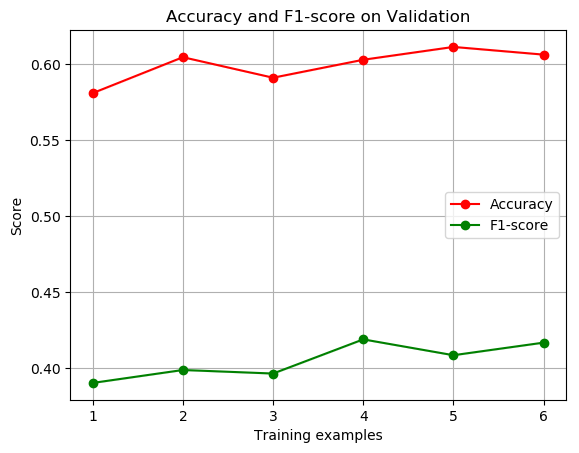 Accuracy and F1-score on Validation
0.60
0.55
0.50
0.45
0.40
Score
Accuracy
F1-score
1 2 3 4 5 6
Training examples